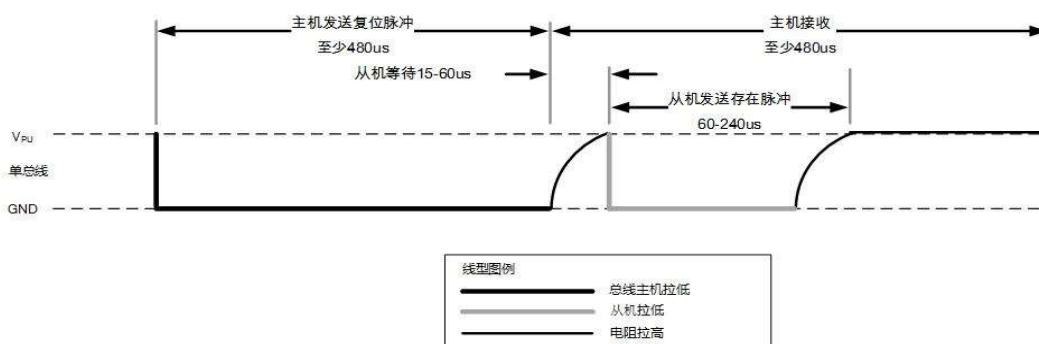 主机发送复位脉冲
至少480us
主机接收
至少480us
从机等待15-60us
从机发送存在脉冲
60-240us
VPU
单总线
GND
线型图例
总线主机拉低
从机拉低
电阻拉高